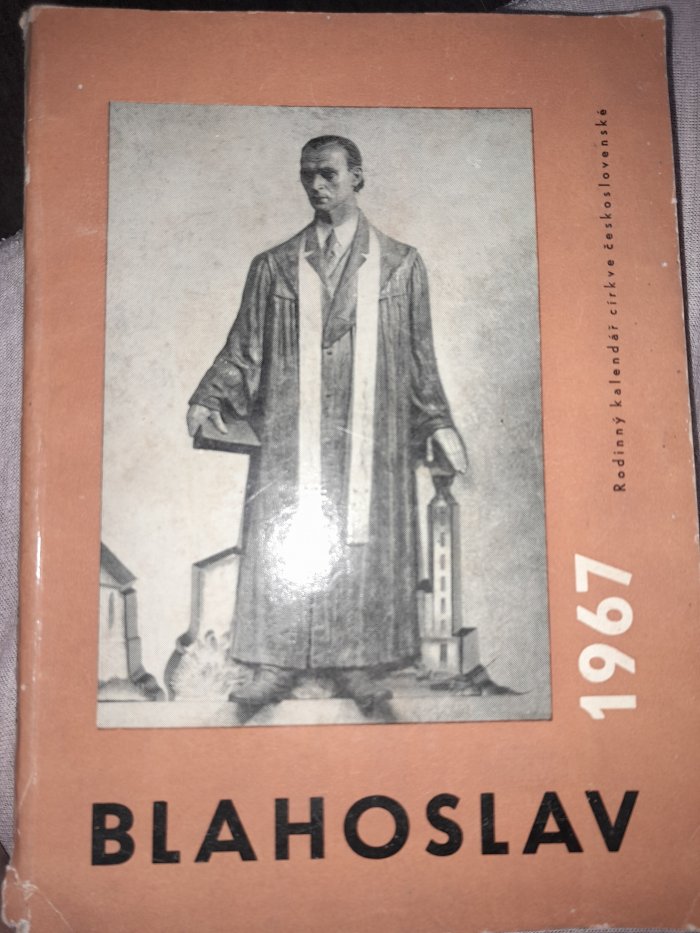 Rodinný kalendář církve československé
1967
BLAHOSLAV